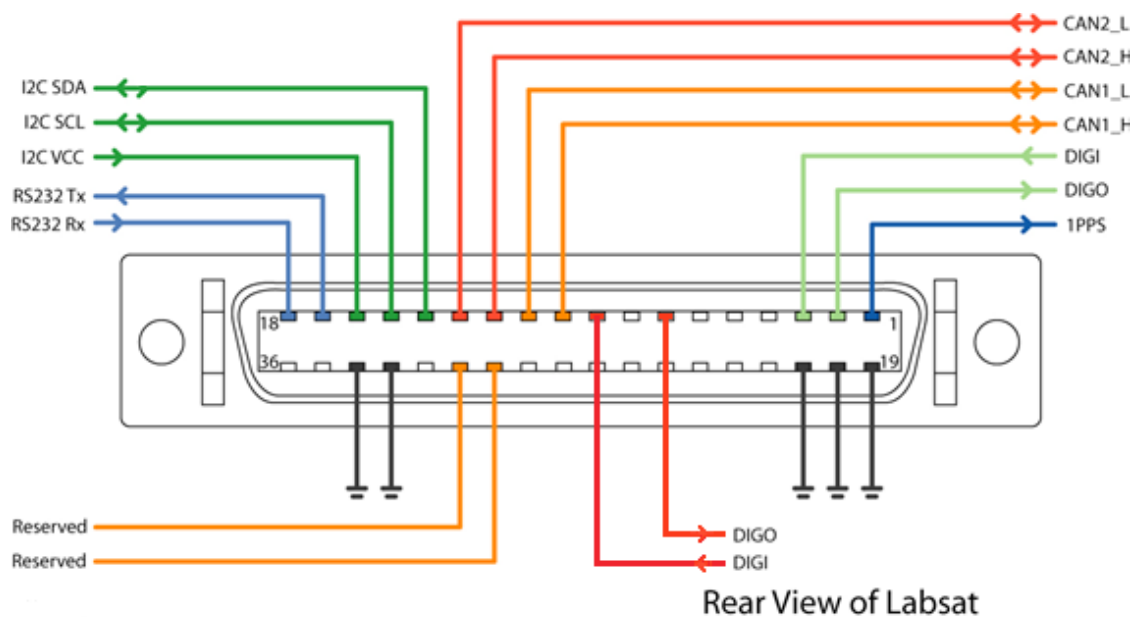 CAN2_L
CAN2_H
I2C SDA
CAN1_L
I2C SCL
CAN1_H
I2C VCC
DIGI
RS232 Tx
DIGO
RS232 Rx
1PPS
18
1
36
19
Reserved
DIGO
Reserved
DIGI
Rear View of Labsat